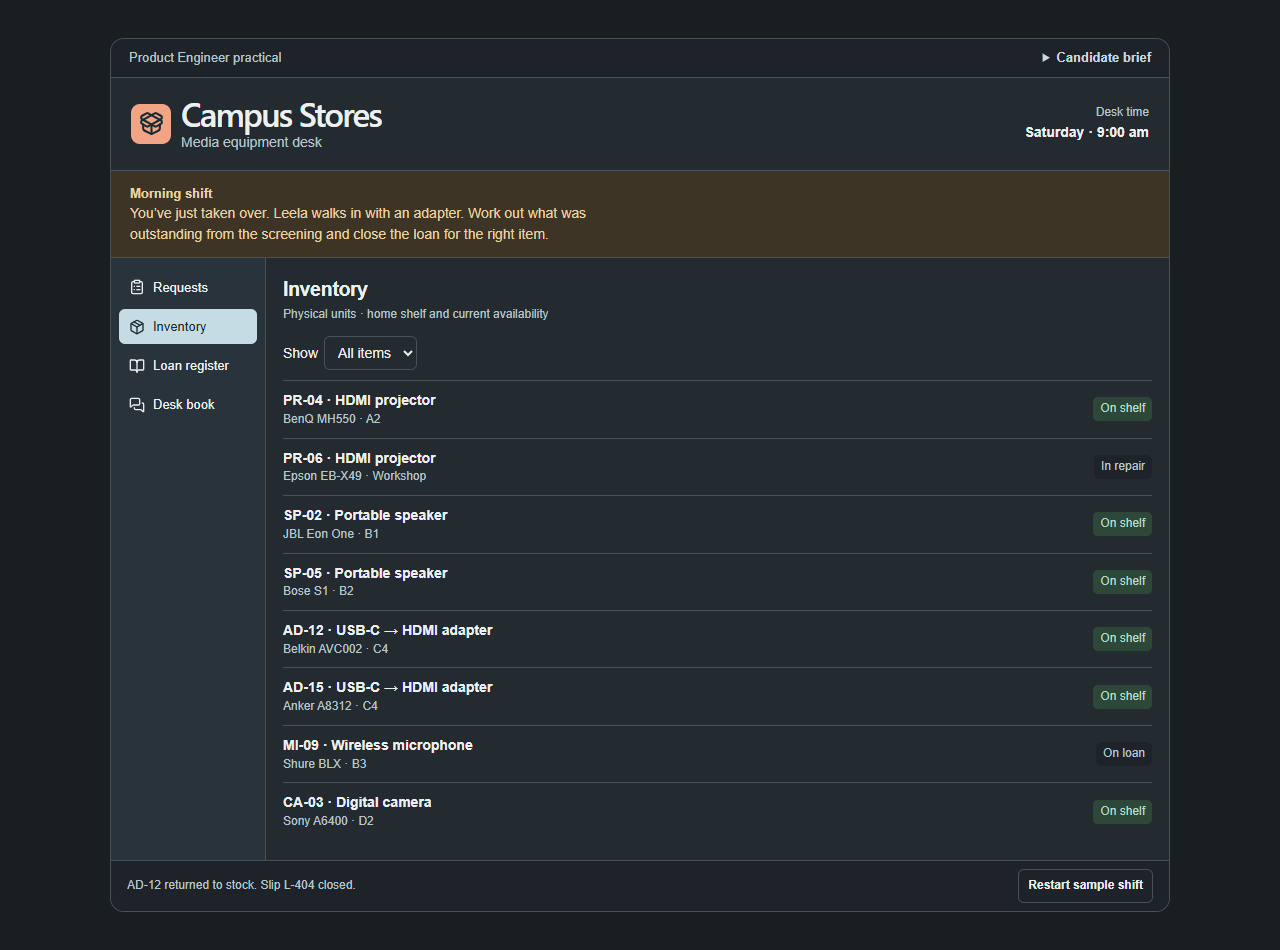 Product Engineer practical
Candidate brief
Campus Stores
Media equipment desk
Desk time
Saturday · 9:00 am
Morning shift
You’ve just taken over. Leela walks in with an adapter. Work out what was
outstanding from the screening and close the loan for the right item.
Requests
Inventory
Loan register
Desk book
Inventory
Physical units · home shelf and current availability
Show All items
PR-04 · HDMI projector
BenQ MH550 · A2
On shelf
PR-06 · HDMI projector
Epson EB-X49 · Workshop
In repair
SP-02 · Portable speaker
JBL Eon One · B1
On shelf
SP-05 · Portable speaker
Bose S1 · B2
On shelf
AD-12 · USB-C → HDMI adapter
Belkin AVC002 · C4
On shelf
AD-15 · USB-C → HDMI adapter
Anker A8312 · C4
On shelf
MI-09 · Wireless microphone
Shure BLX · B3
On loan
CA-03 · Digital camera
Sony A6400 · D2
On shelf
AD-12 returned to stock. Slip L-404 closed.
Restart sample shift